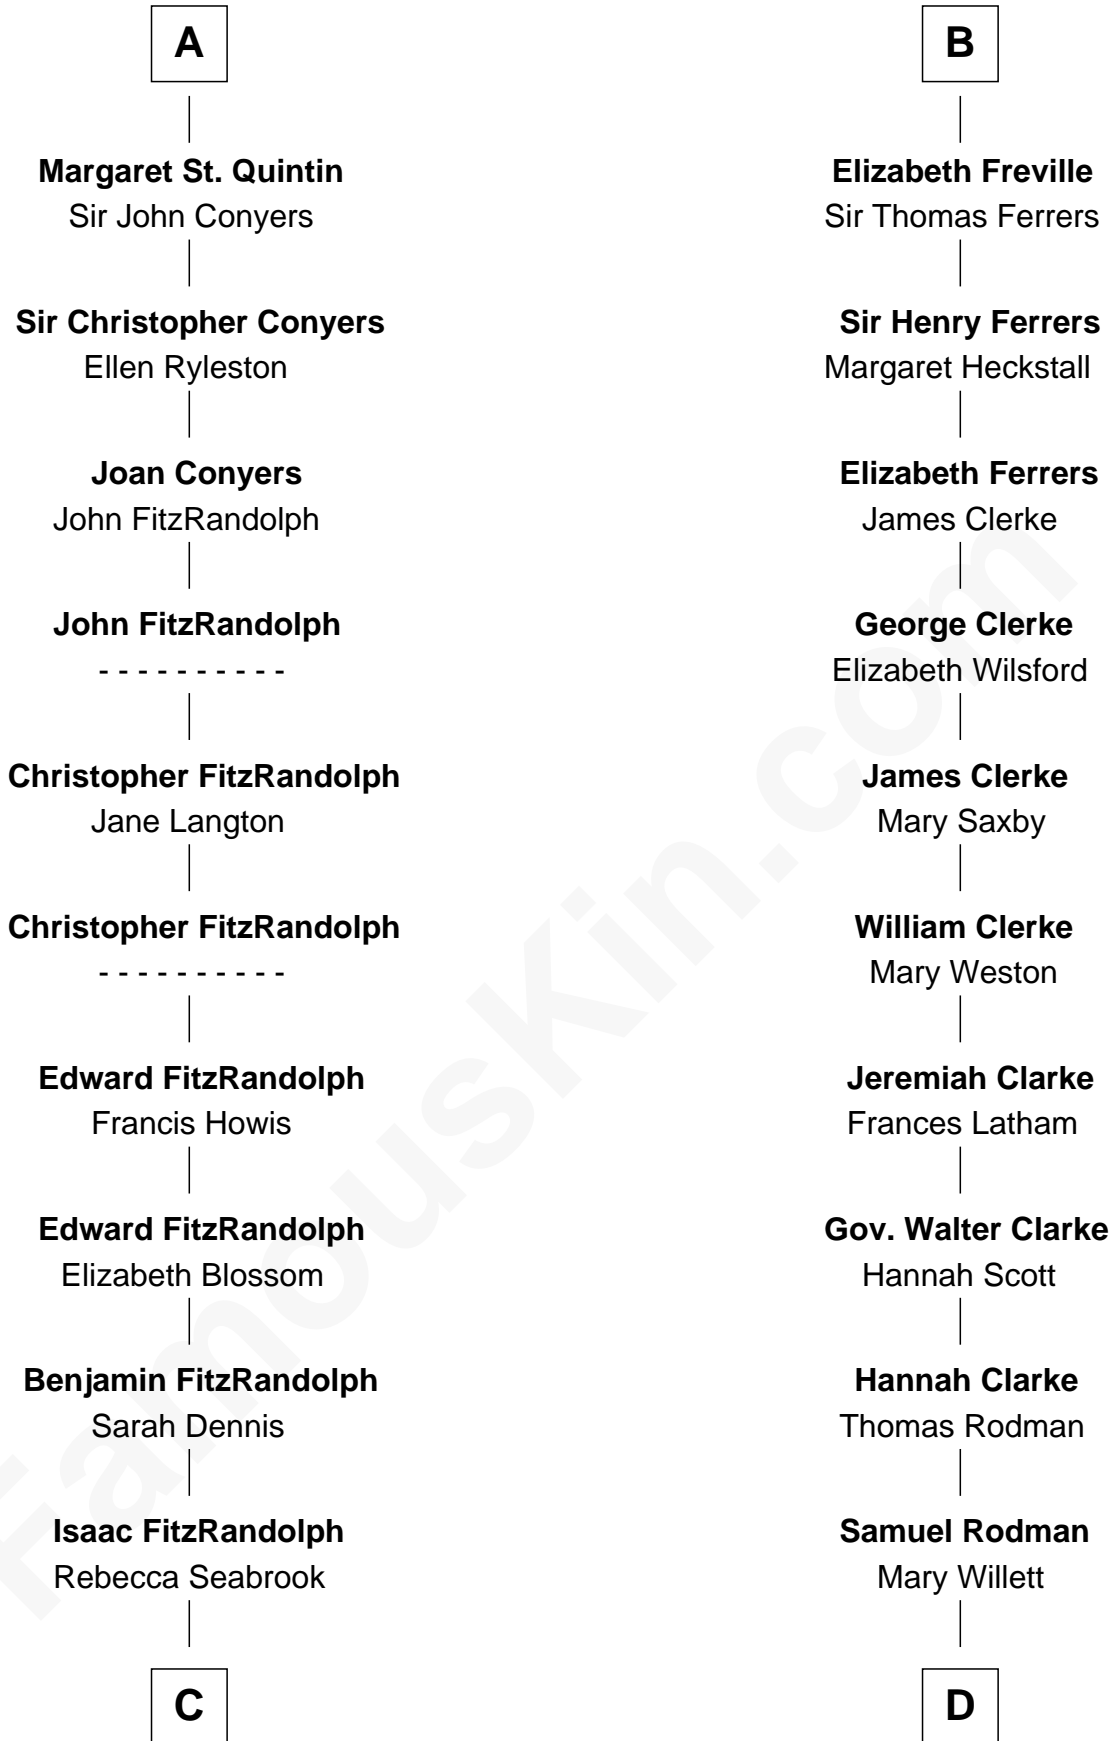 A
Margaret St. Quintin
Sir John Conyers
Sir Christopher Conyers
Ellen Ryleston
Joan Conyers
John FitzRandolph
John FitzRandolph
- - - - - - - - - -
Christopher FitzRandolph
Jane Langton
Christopher FitzRandolph
- - - - - - - - - -
Edward FitzRandolph
Francis Howis
Edward FitzRandolph
Elizabeth Blossom
Benjamin FitzRandolph
Sarah Dennis
Isaac FitzRandolph
Rebecca Seabrook
C
B
Elizabeth Freville
Sir Thomas Ferrers
Sir Henry Ferrers
Margaret Heckstall
Elizabeth Ferrers
James Clerke
George Clerke
Elizabeth Wilsford
James Clerke
Mary Saxby
William Clerke
Mary Weston
Jeremiah Clarke
Frances Latham
Gov. Walter Clarke
Hannah Scott
Hannah Clarke
Thomas Rodman
Samuel Rodman
Mary Willett
D
FamousKin.com